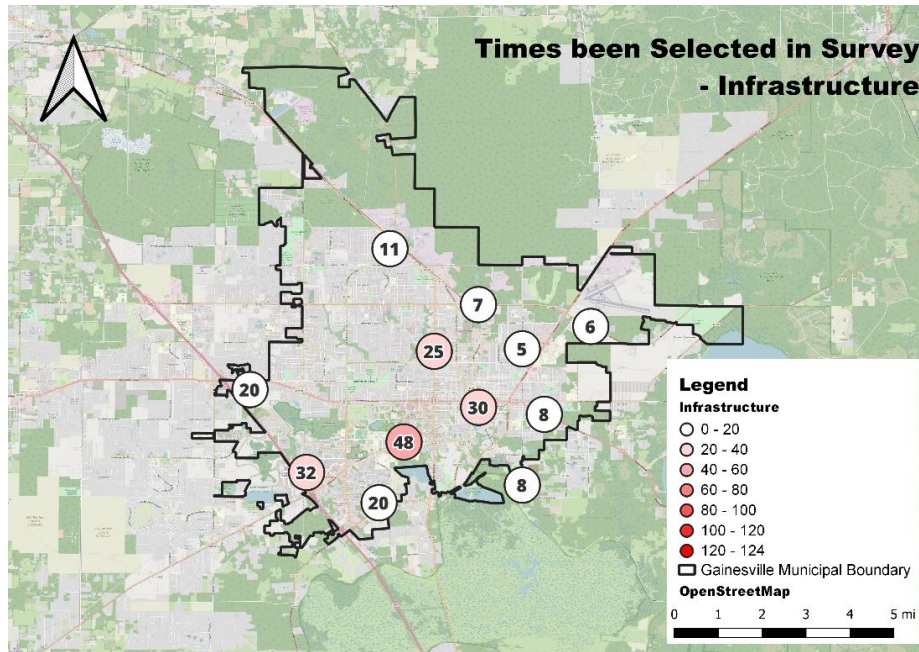 Times been Selected in Survey
- Infrastructure
11
7
6
25
5
20
30
8
48
32
8
20
Legend
Infrastructure
0 - 20
20 - 40
40 - 60
60 - 80
80 - 100
100 - 120
120 - 124
Gainesville Municipal Boundary
OpenStreetMap
0 1 2 3 4 5 mi